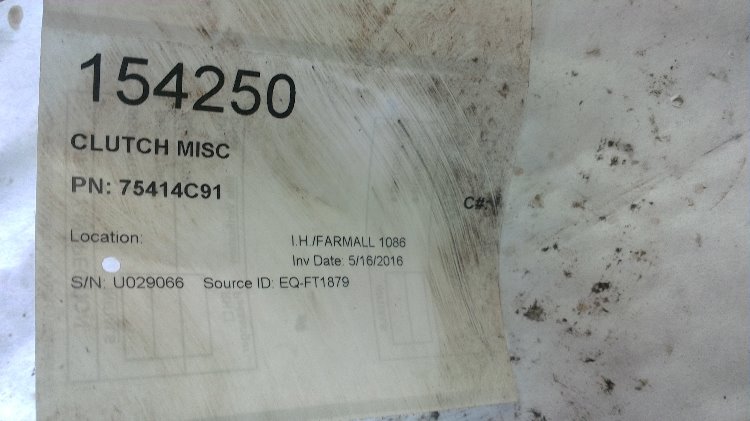 154250
CLUTCH MISC
PN: 75414C91
C#:
Location:
I.H./FARMALL 1086
Inv Date: 5/16/2016
S/N: U029066 Source ID: EQ-FT1879